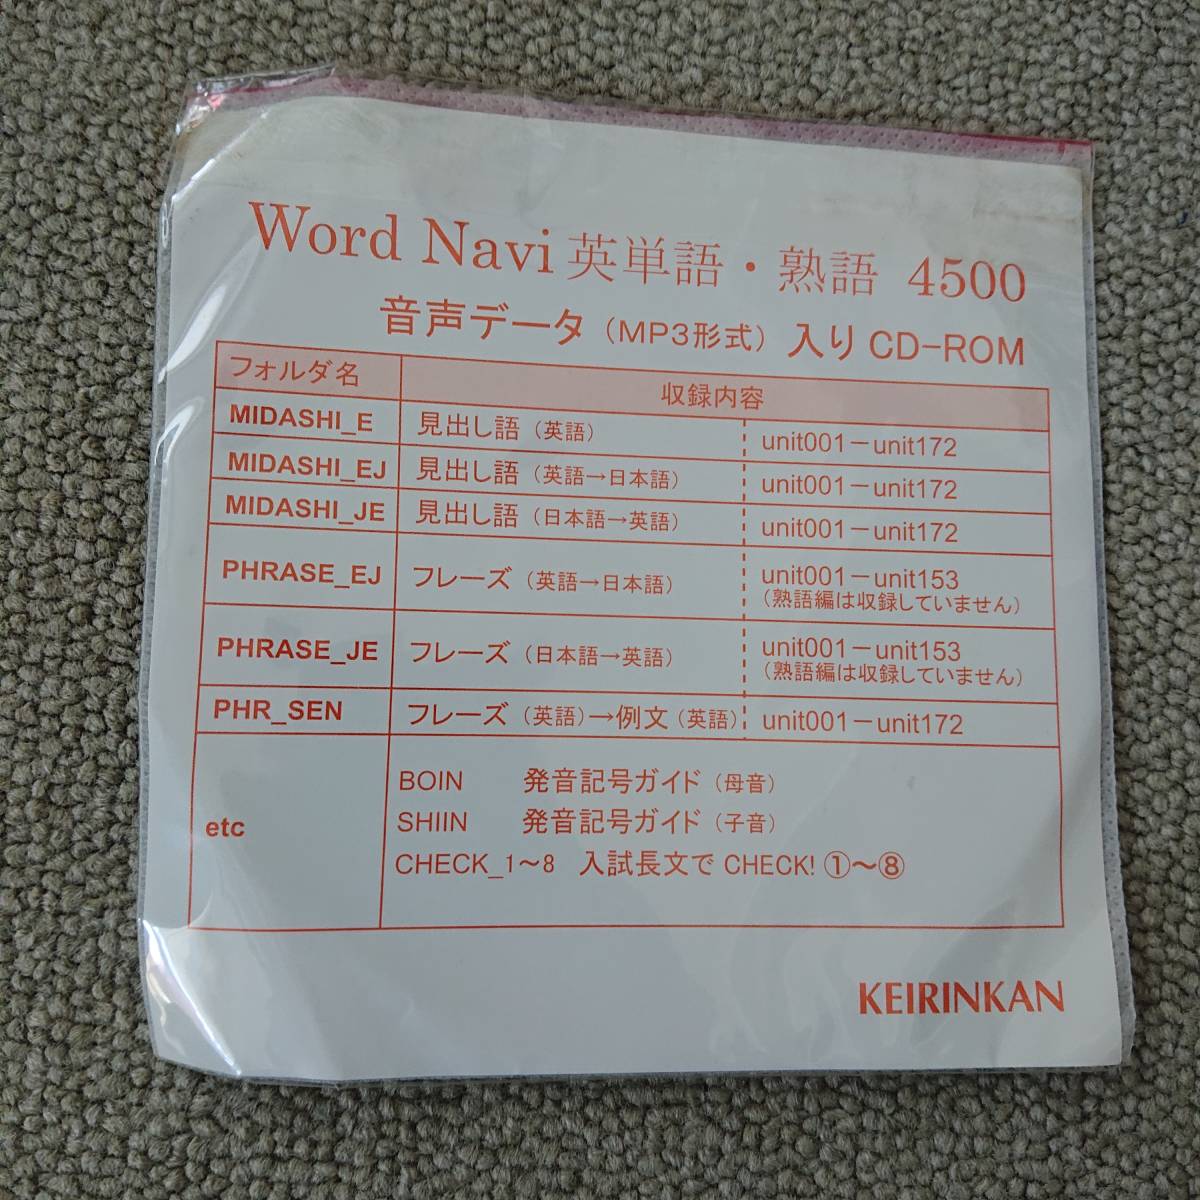 Word Navi 英単語・熟語 4500
音声データ（MP3形式）入り CD-ROM
フォルダ名 収録内容
MIDASHI_E 見出し語（英語） unit001－unit172
MIDASHI_EJ 見出し語（英語→日本語） unit001－unit172
MIDASHI_JE 見出し語（日本語→英語） unit001－unit172
PHRASE_EJ フレーズ（英語→日本語） unit001－unit153
（熟語編は収録していません）
PHRASE_JE フレーズ（日本語→英語） unit001－unit153
（熟語編は収録していません）
PHR_SEN フレーズ（英語）→例文（英語） unit001－unit172
etc
BOIN 発音記号ガイド（母音）
SHIIN 発音記号ガイド（子音）
CHECK_1～8 入試長文で CHECK! ①～⑧
KEIRINKAN